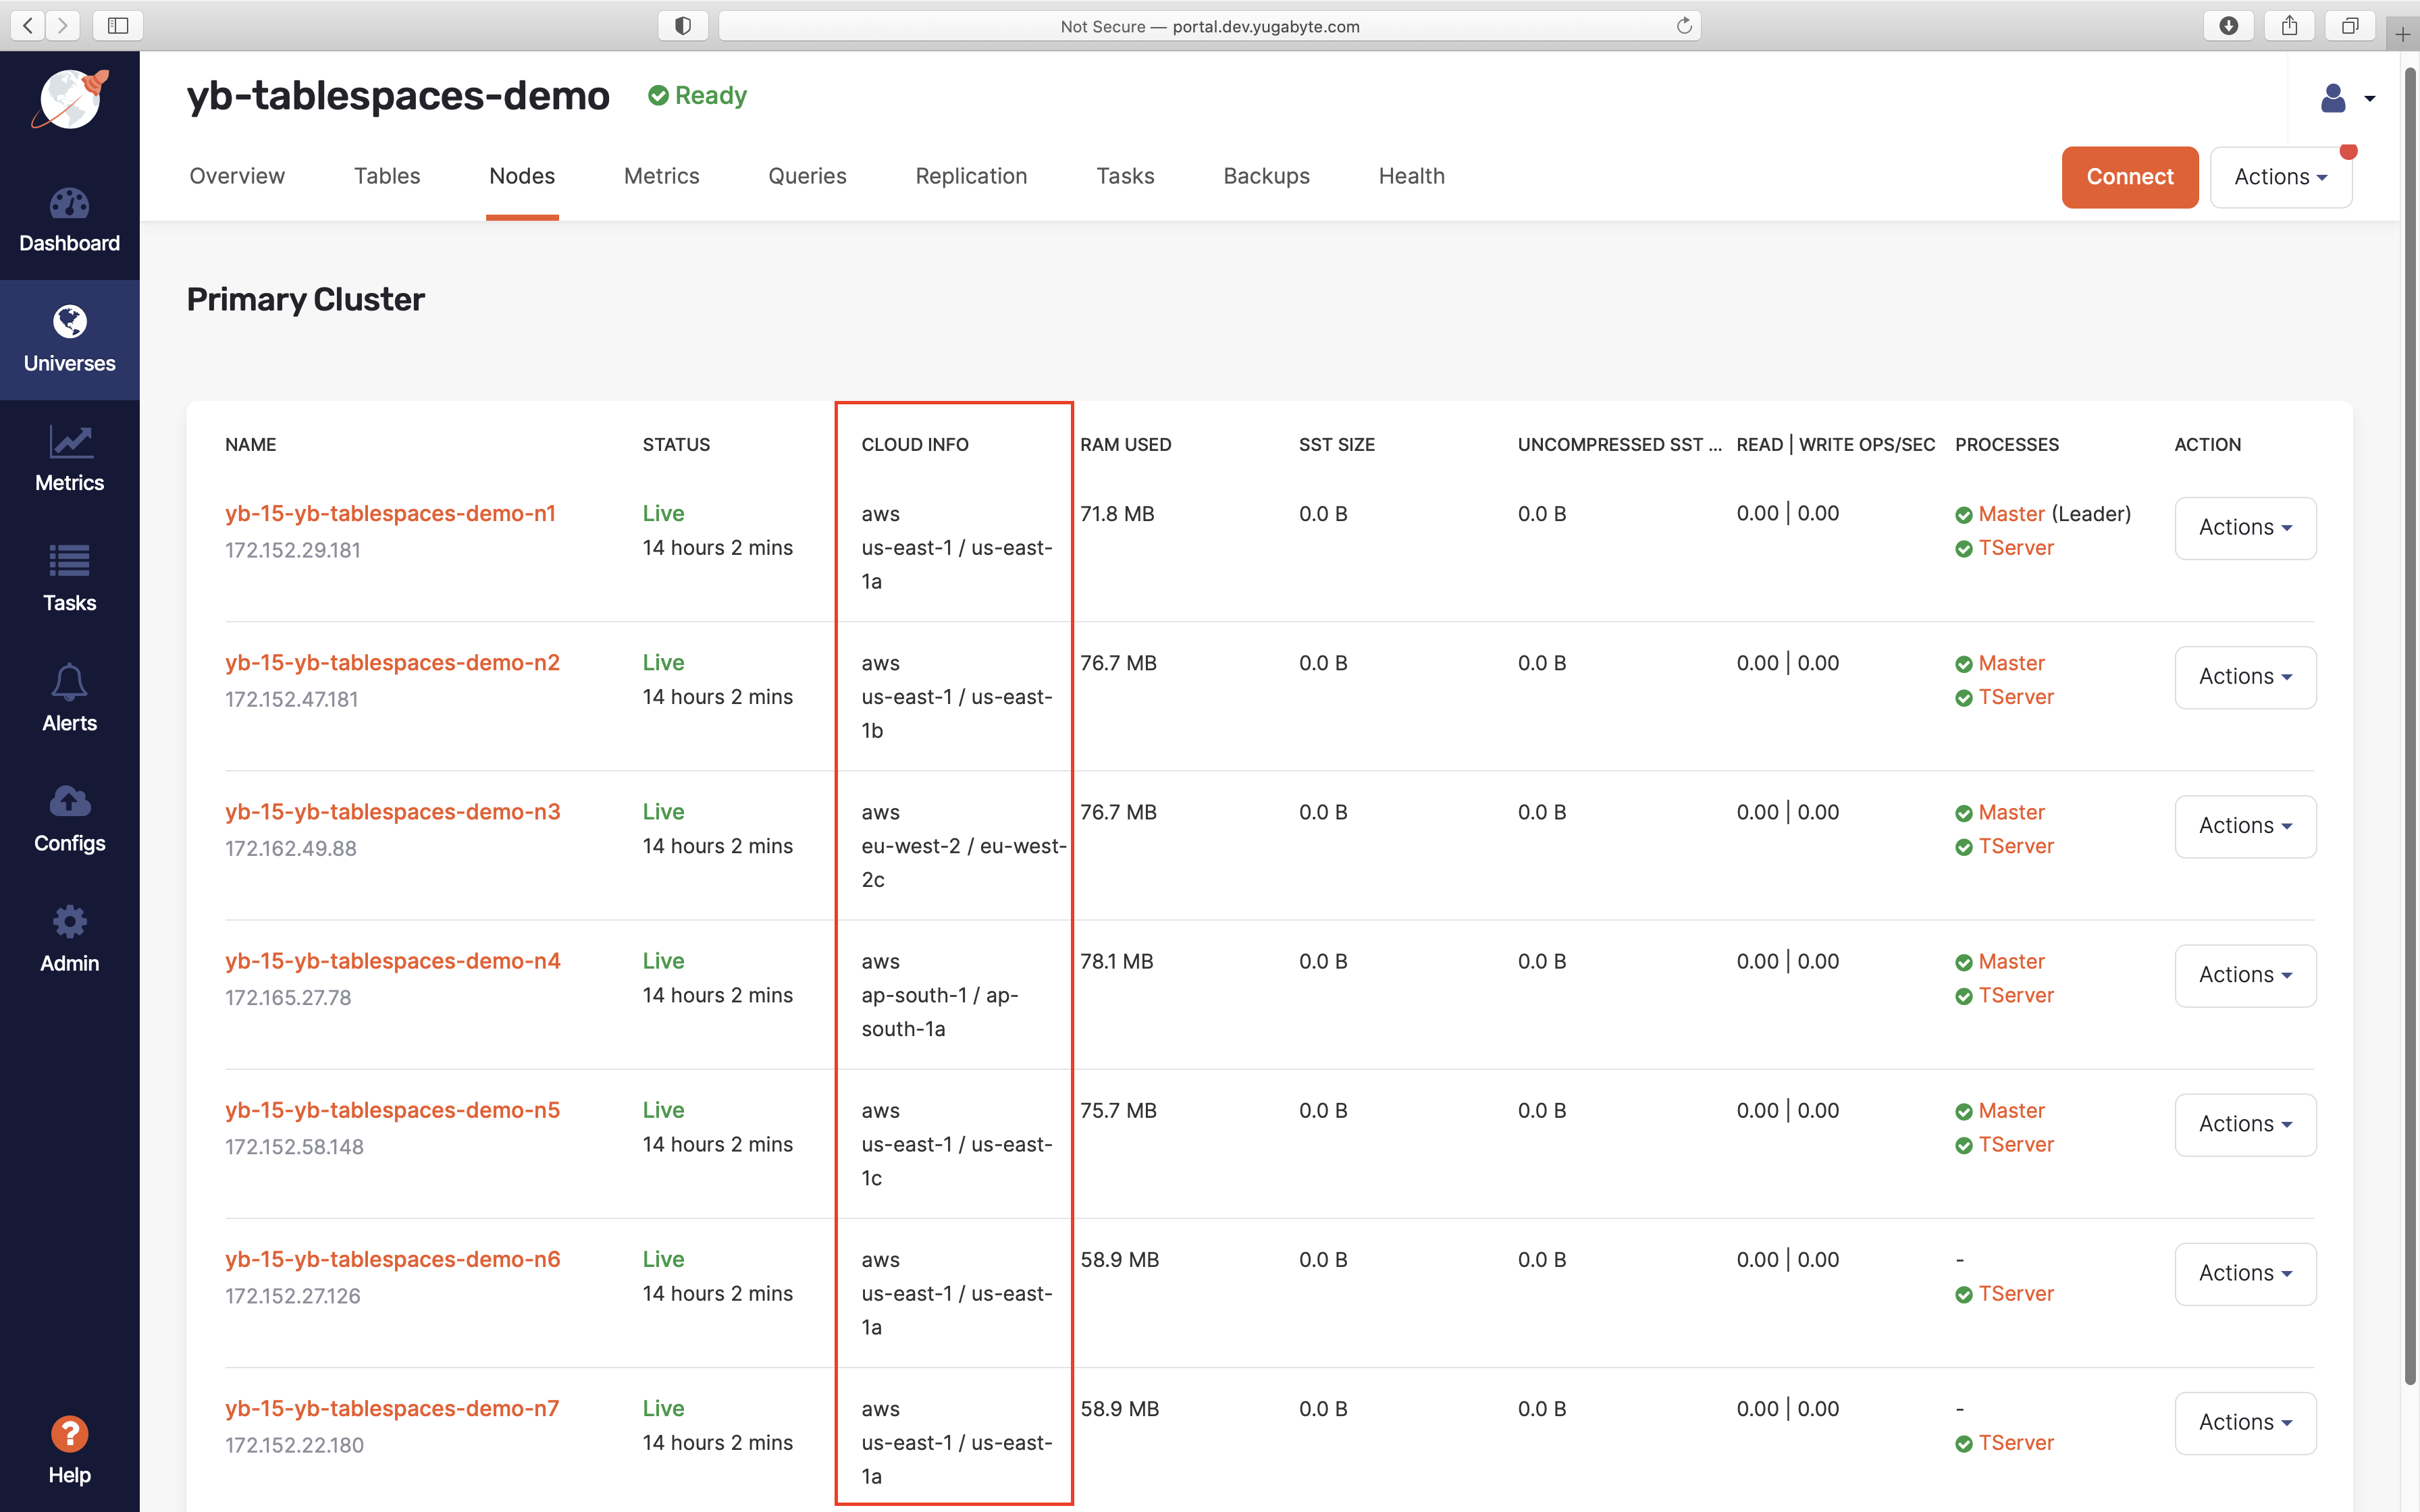 Not Secure — portal.dev.yugabyte.com
yb-tablespaces-demo Ready
Overview Tables Nodes Metrics Queries Replication Tasks Backups Health Connect Actions
Dashboard
Universes
Metrics
Tasks
Alerts
Configs
Admin
Help
Primary Cluster
NAME STATUS CLOUD INFO RAM USED SST SIZE UNCOMPRESSED SST ... READ | WRITE OPS/SEC PROCESSES ACTION
yb-15-yb-tablespaces-demo-n1 Live aws 71.8 MB 0.0 B 0.0 B 0.00 | 0.00 Master (Leader) Actions
172.152.29.181 14 hours 2 mins us-east-1 / us-east- TServer
1a
yb-15-yb-tablespaces-demo-n2 Live aws 76.7 MB 0.0 B 0.0 B 0.00 | 0.00 Master Actions
172.152.47.181 14 hours 2 mins us-east-1 / us-east- TServer
1b
yb-15-yb-tablespaces-demo-n3 Live aws 76.7 MB 0.0 B 0.0 B 0.00 | 0.00 Master Actions
172.162.49.88 14 hours 2 mins eu-west-2 / eu-west- TServer
2c
yb-15-yb-tablespaces-demo-n4 Live aws 78.1 MB 0.0 B 0.0 B 0.00 | 0.00 Master Actions
172.165.27.78 14 hours 2 mins ap-south-1 / ap- TServer
south-1a
yb-15-yb-tablespaces-demo-n5 Live aws 75.7 MB 0.0 B 0.0 B 0.00 | 0.00 Master Actions
172.152.58.148 14 hours 2 mins us-east-1 / us-east- TServer
1c
yb-15-yb-tablespaces-demo-n6 Live aws 58.9 MB 0.0 B 0.0 B 0.00 | 0.00 - Actions
172.152.27.126 14 hours 2 mins us-east-1 / us-east- TServer
1a
yb-15-yb-tablespaces-demo-n7 Live aws 58.9 MB 0.0 B 0.0 B 0.00 | 0.00 - Actions
172.152.22.180 14 hours 2 mins us-east-1 / us-east- TServer
1a